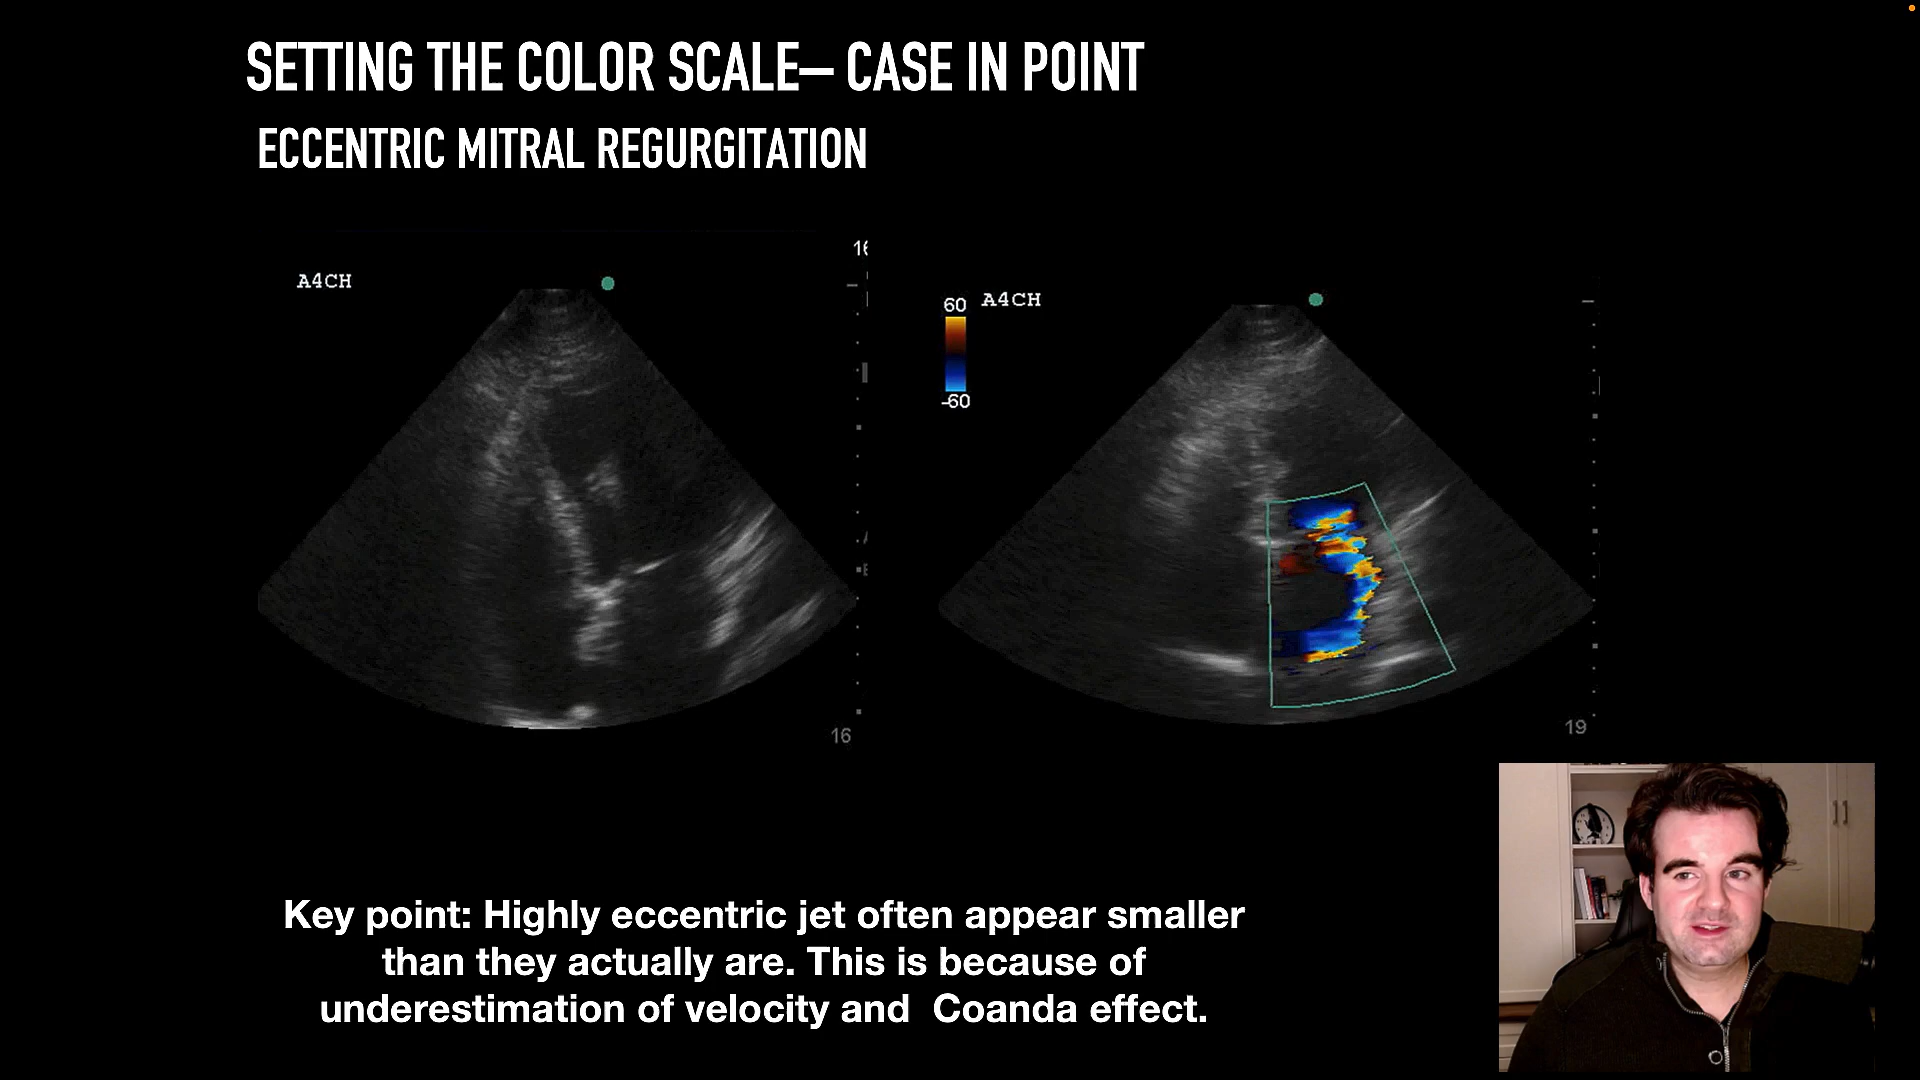 SETTING THE COLOR SCALE— CASE IN POINT
ECCENTRIC MITRAL REGURGITATION
16
A4CH
16
60
A4CH
-60
19
Key point: Highly eccentric jet often appear smaller
than they actually are. This is because of
underestimation of velocity and  Coanda effect.